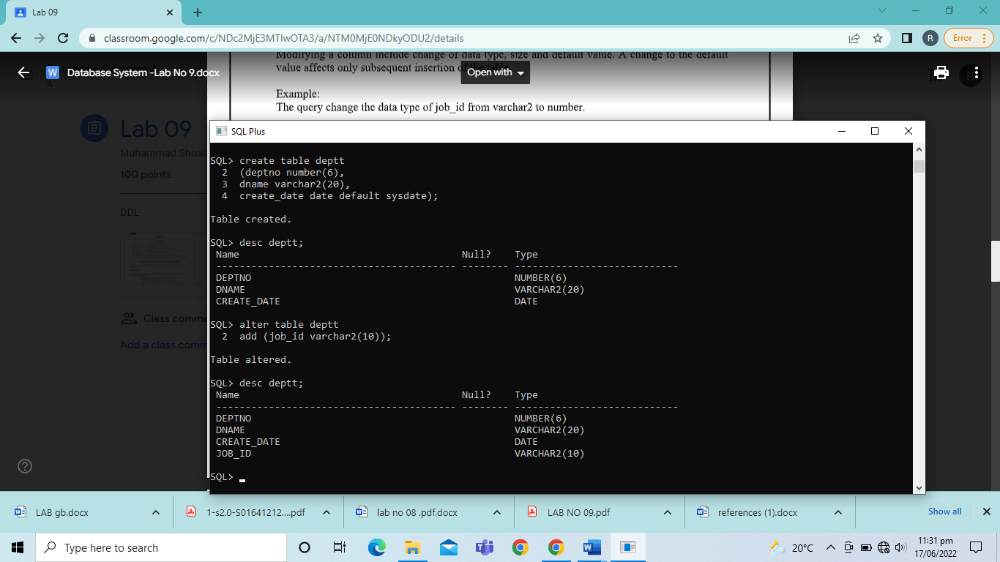 Lab 09
classroom.google.com/c/NDc2MjE3MTIwOTA3/a/NTM0MjE0NDkyODU2/details
R
Error
Modifying a column include change of data type, size and default value. A change to the default
value affects only subsequent insertion of the table.
W
Database System -Lab No 9.docx
Open with
Example:
The query change the data type of job_id from varchar2 to number.
Lab 09
Muhammad Shoai
100 points
DDL
Class comme
Add a class comm
SQL Plus
SQL> create table deptt
2 (deptno number(6),
3 dname varchar2(20),
4 create_date date default sysdate);
Table created.
SQL> desc deptt;
Name Null? Type
----------------------------------------- -------- ----------------------------
DEPTNO NUMBER(6)
DNAME VARCHAR2(20)
CREATE_DATE DATE
SQL> alter table deptt
2 add (job_id varchar2(10));
Table altered.
SQL> desc deptt;
Name Null? Type
----------------------------------------- -------- ----------------------------
DEPTNO NUMBER(6)
DNAME VARCHAR2(20)
CREATE_DATE DATE
JOB_ID VARCHAR2(10)
SQL>
LAB gb.docx
1-s2.0-S01641212....pdf
lab no 08 .pdf.docx
LAB NO 09.pdf
references (1).docx
Show all
Type here to search
20°C
11:31 pm
17/06/2022